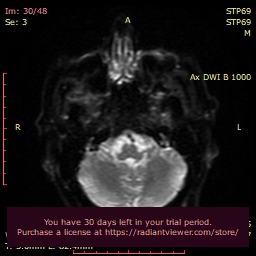 Im: 30/48
Se: 3
A
STP69
STP69
M
Ax DWI B 1000
R
L
You have 30 days left in your trial period.
Purchase a license at https://radiantviewer.com/store/